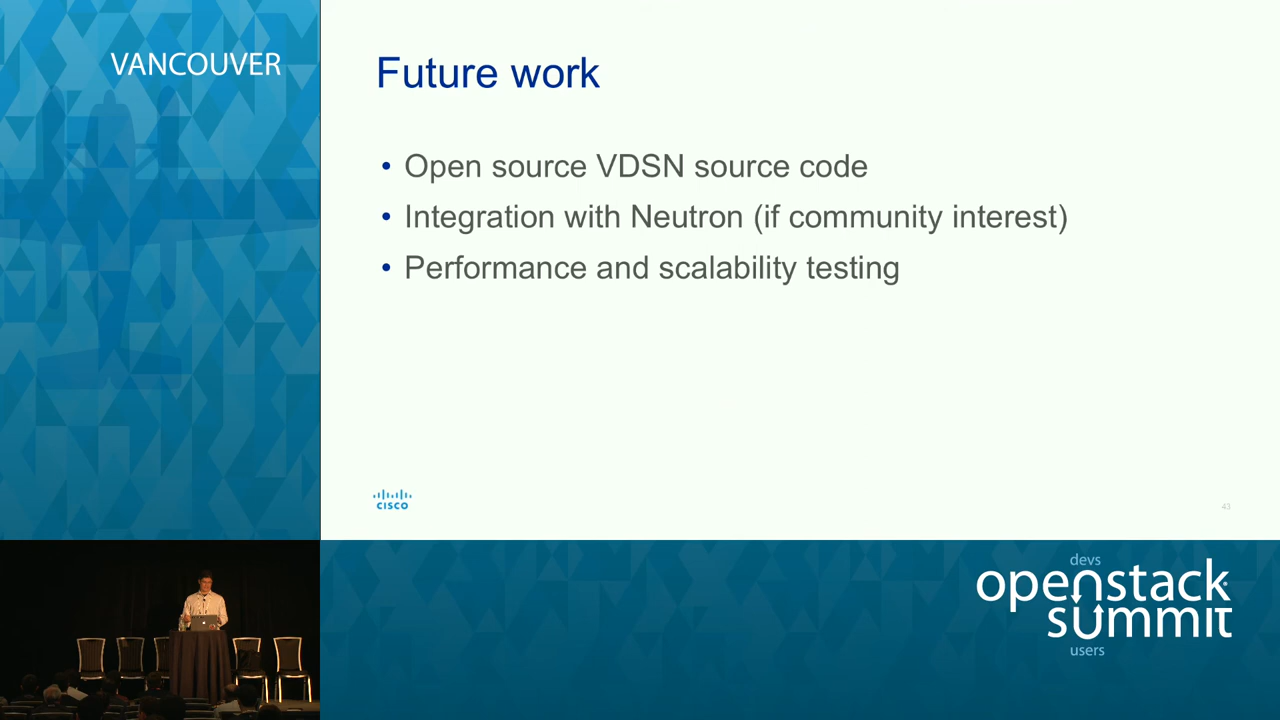 VANCOUVER
Future work
• Open source VDSN source code
• Integration with Neutron (if community interest)
• Performance and scalability testing
CISCO
43
devs
openstack
summit
users